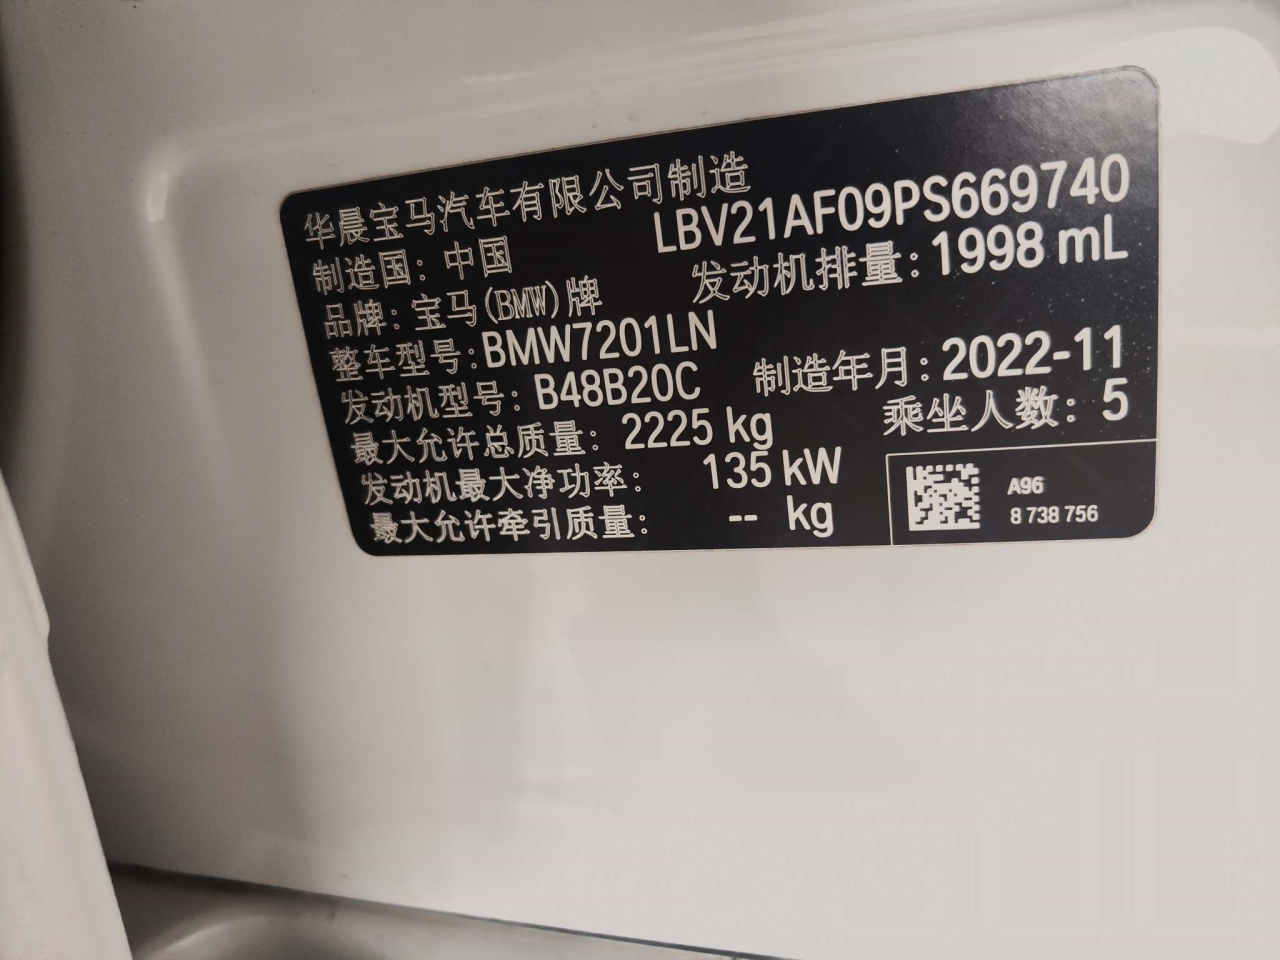 华晨宝马汽车有限公司制造
制造国：中国 LBV21AF09PS669740
品牌：宝马(BMW)牌 发动机排量：1998 mL
整车型号：BMW7201LN
发动机型号：B48B20C 制造年月：2022-11
最大允许总质量：2225 kg 乘坐人数：5
发动机最大净功率：135 kW
最大允许牵引质量：-- kg
A96
8 738 756